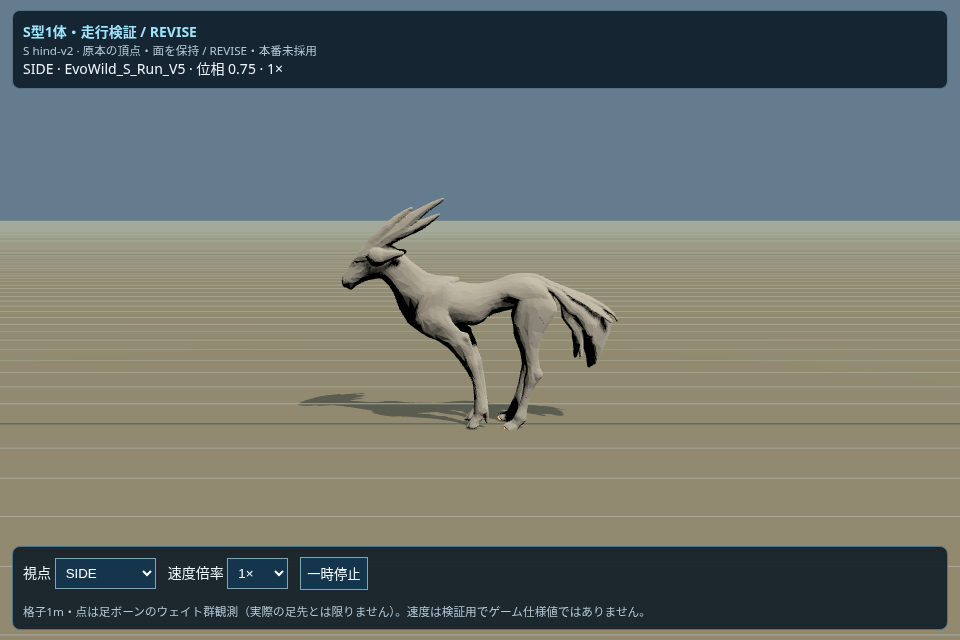 S型1体・走行検証 / REVISE
S hind-v2 · 原本の頂点・面を保持 / REVISE・本番未採用
SIDE · EvoWild_S_Run_V5 · 位相 0.75 · 1×
視点 SIDE 速度倍率 1× 一時停止
格子1m・点は足ボーンのウェイト群観測（実際の足先とは限りません）。速度は検証用でゲーム仕様値ではありません。